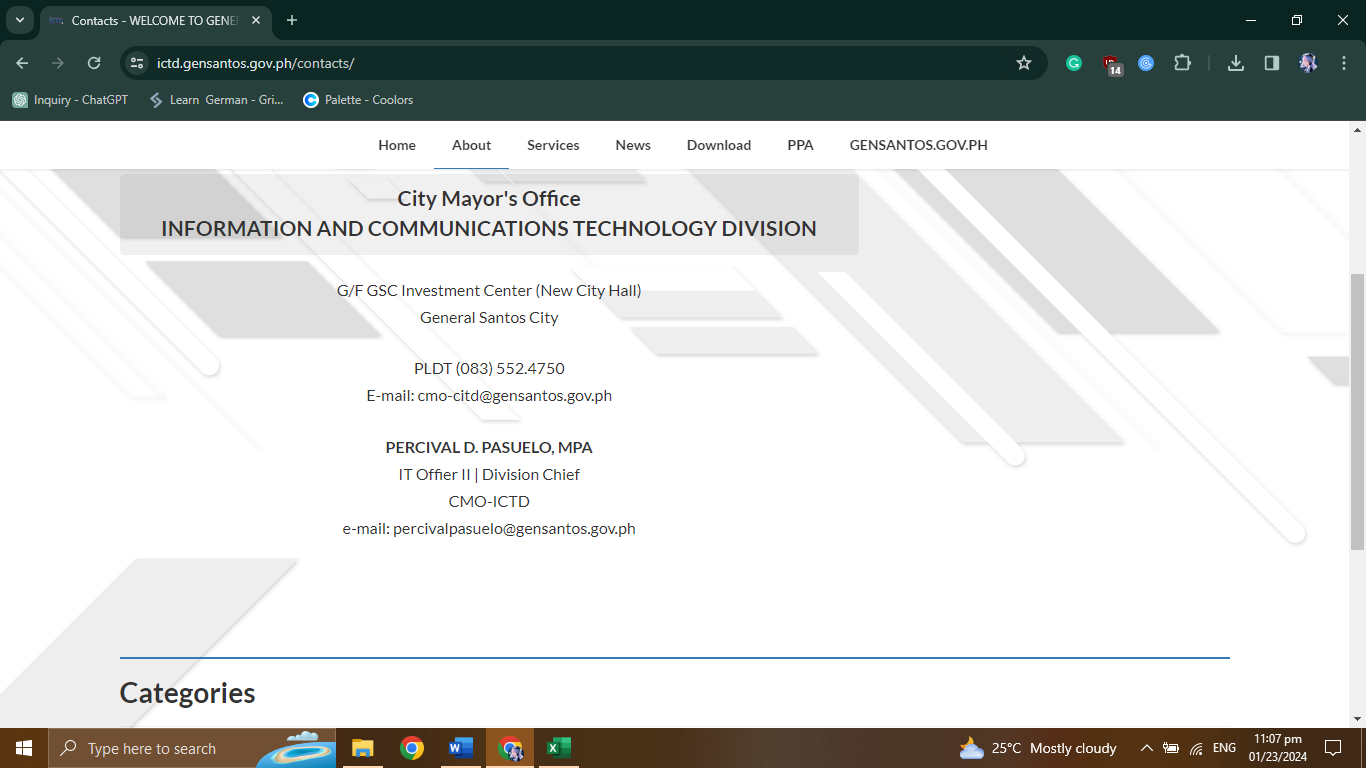 Contacts - WELCOME TO GENE
ictd.gensantos.gov.ph/contacts/
14
Inquiry - ChatGPT
Learn German - Gri...
Palette - Coolors
Home
About
Services
News
Download
PPA
GENSANTOS.GOV.PH
City Mayor's Office
INFORMATION AND COMMUNICATIONS TECHNOLOGY DIVISION
G/F GSC Investment Center (New City Hall)
General Santos City
PLDT (083) 552.4750
E-mail: cmo-citd@gensantos.gov.ph
PERCIVAL D. PASUELO, MPA
IT Offier II | Division Chief
CMO-ICTD
e-mail: percivalpasuelo@gensantos.gov.ph
Categories
Type here to search
25°C Mostly cloudy
ENG
11:07 pm
01/23/2024